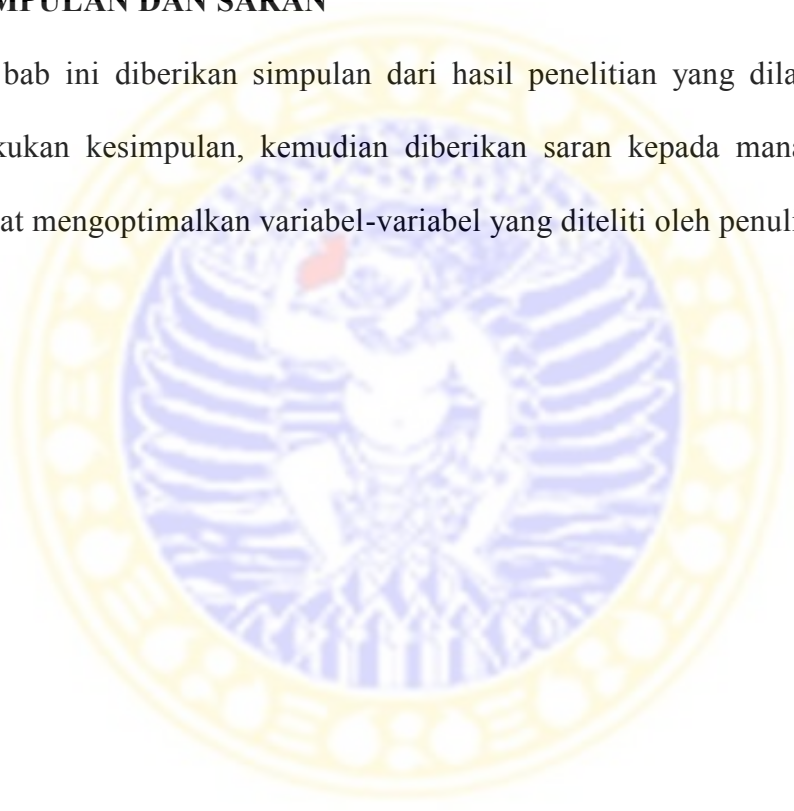 MPULAN DAN SARAN
bab ini diberikan simpulan dari hasil penelitian yang dila
kukan kesimpulan, kemudian diberikan saran kepada mana
at mengoptimalkan variabel-variabel yang diteliti oleh penuli